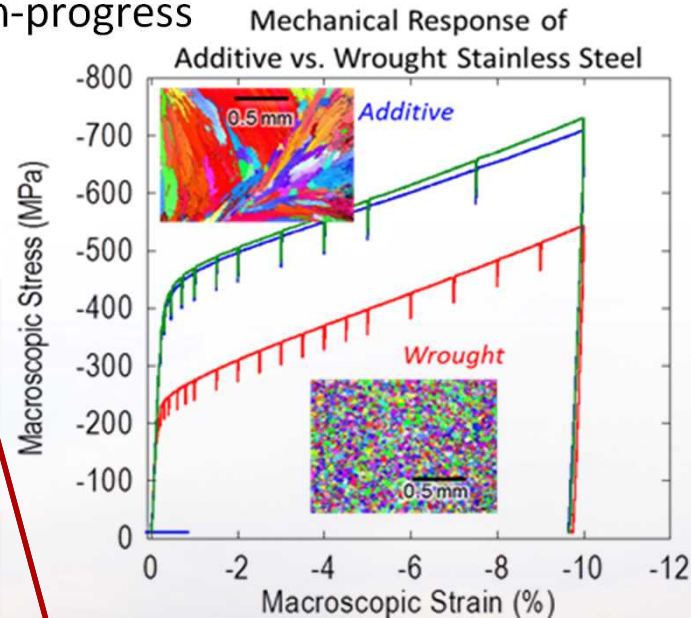 n-progress
Mechanical Response of
Additive vs. Wrought Stainless Steel
-800
-700
-600
-500
-400
-300
-200
-100
0
Macroscopic Stress (MPa)
0.5 mm
Additive
Wrought
0.5 mm
0 -2 -4 -6 -8 -10 -12
Macroscopic Strain (%)